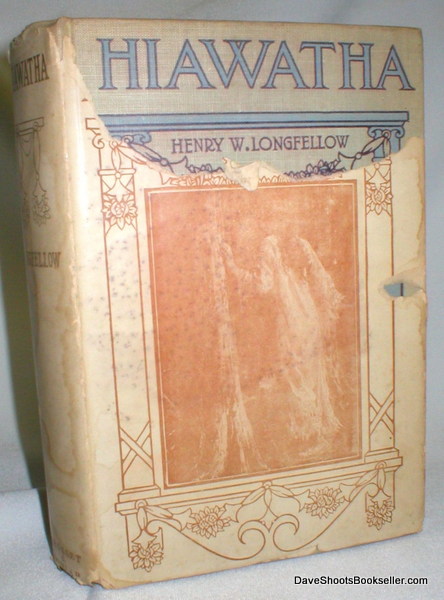 HIAWATHA
HENRY W. LONGFELLOW
DaveShootsBookseller.com